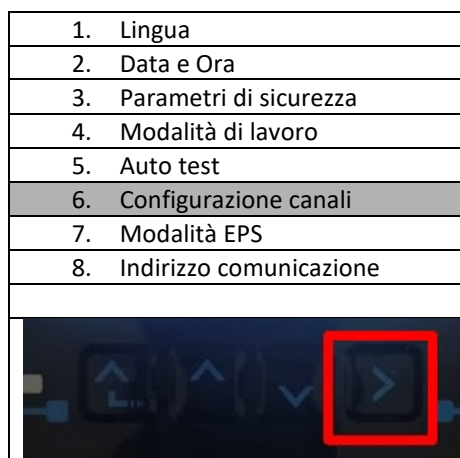 1. Lingua
2. Data e Ora
3. Parametri di sicurezza
4. Modalità di lavoro
5. Auto test
6. Configurazione canali
7. Modalità EPS
8. Indirizzo comunicazione